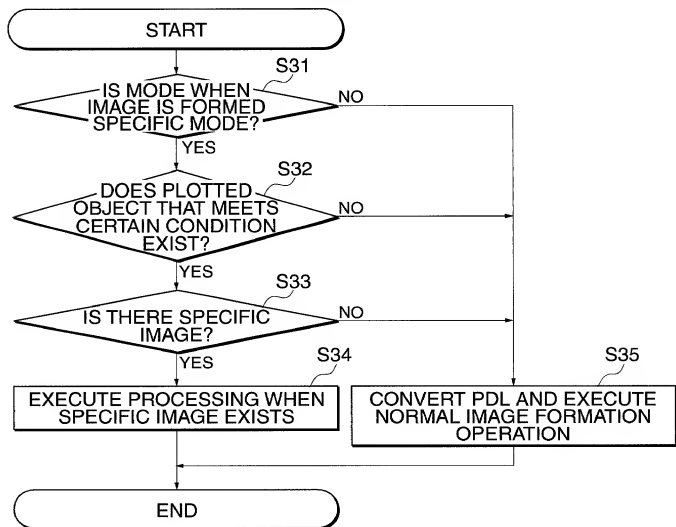 START
S31
IS MODE WHEN
IMAGE IS FORMED
SPECIFIC MODE?
NO
YES
S32
DOES PLOTTED
OBJECT THAT MEETS
CERTAIN CONDITION
EXIST?
NO
YES
S33
IS THERE SPECIFIC
IMAGE?
NO
YES
S34
EXECUTE PROCESSING WHEN
SPECIFIC IMAGE EXISTS
S35
CONVERT PDL AND EXECUTE
NORMAL IMAGE FORMATION
OPERATION
END